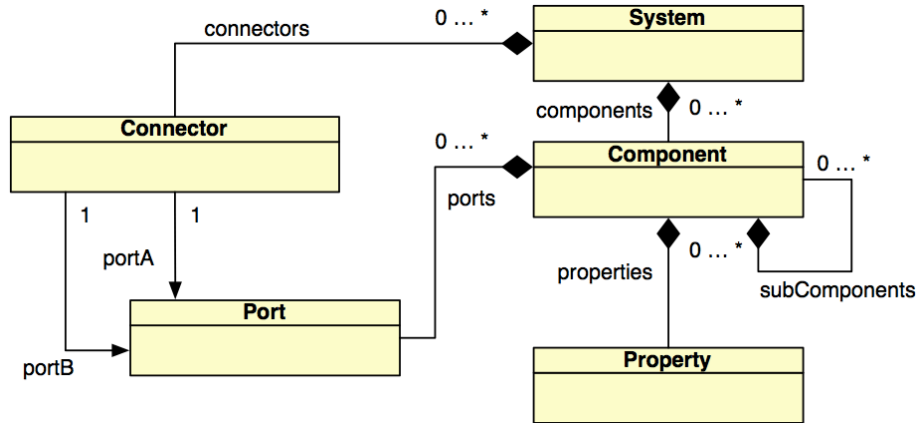 0 ... *
System
connectors
components
0 ... *
Connector
0 ... *
Component
0 ... *
ports
1
1
portA
properties
0 ... *
subComponents
Port
portB
Property